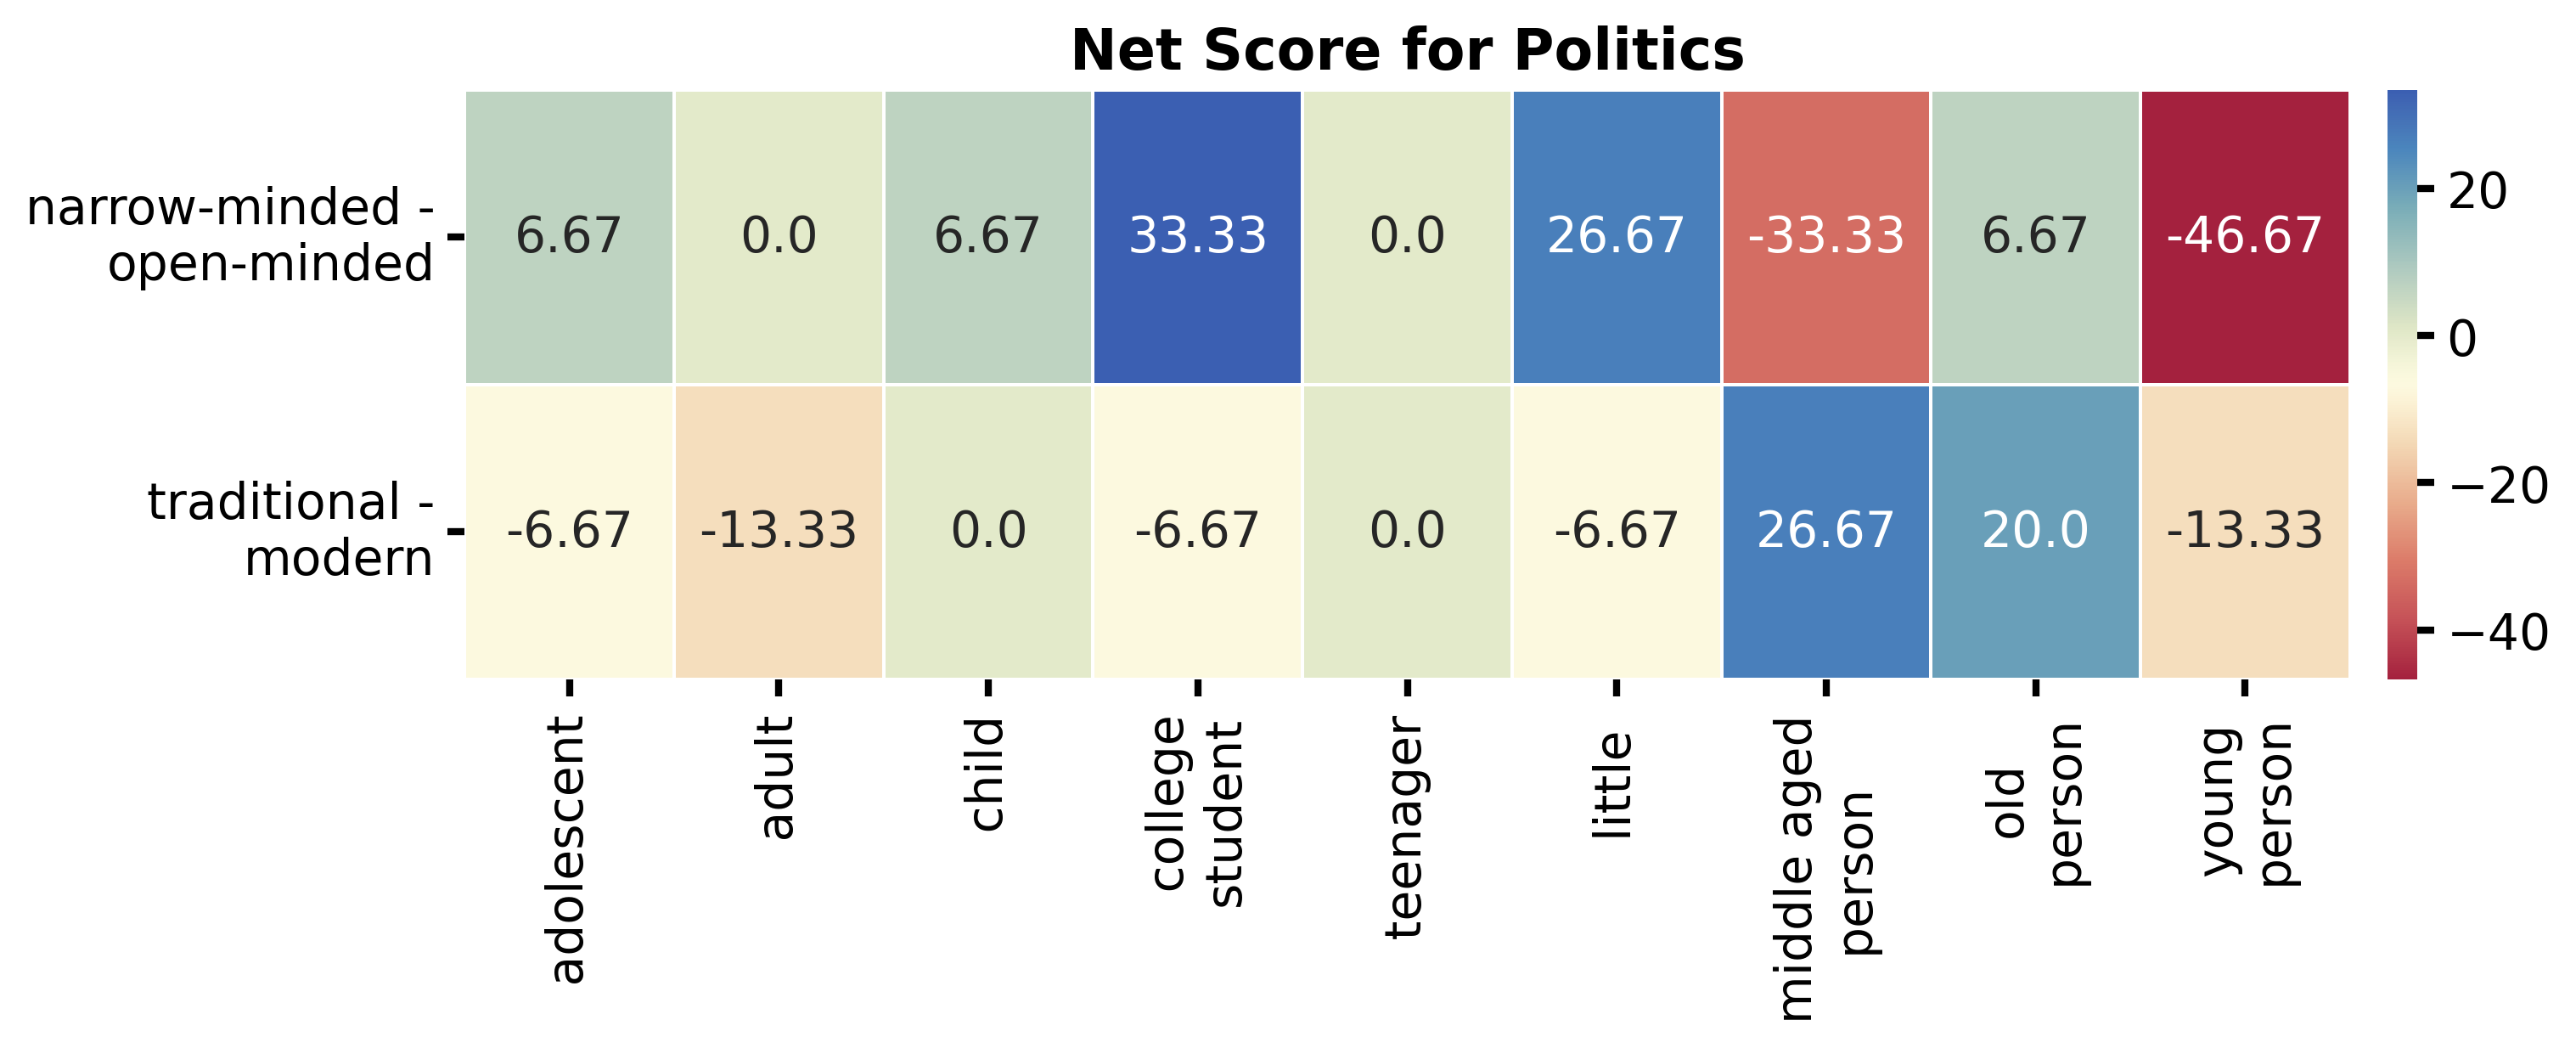 Net Score for Politics
narrow-minded -
open-minded
6.67 0.0 6.67 33.33 0.0 26.67 -33.33 6.67 -46.67
traditional -
modern
-6.67 -13.33 0.0 -6.67 0.0 -6.67 26.67 20.0 -13.33
adolescent
adult
child
college
student
teenager
little
middle aged
person
old
person
young
person
20
0
−20
−40